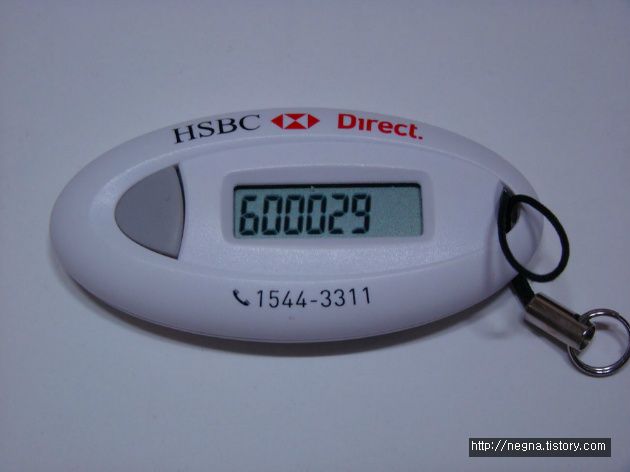 HSBC Direct.
600029
1544-3311
http://negna.tistory.com